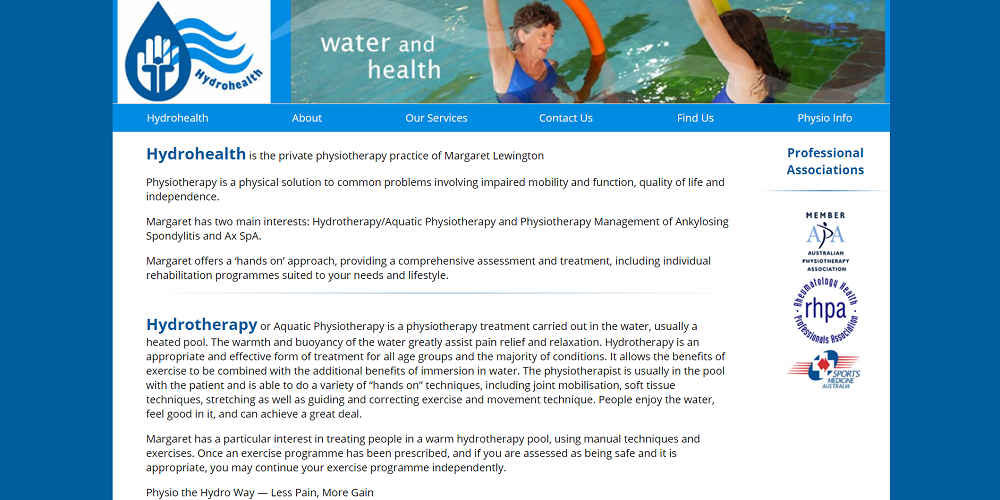 Hydrohealth
water and
health
Hydrohealth About Our Services Contact Us Find Us Physio Info
Hydrohealth is the private physiotherapy practice of Margaret Lewington
Physiotherapy is a physical solution to common problems involving impaired mobility and function, quality of life and
independence.
Margaret has two main interests: Hydrotherapy/Aquatic Physiotherapy and Physiotherapy Management of Ankylosing
Spondylitis and Ax SpA.
Margaret offers a ‘hands on’ approach, providing a comprehensive assessment and treatment, including individual
rehabilitation programmes suited to your needs and lifestyle.
Hydrotherapy or Aquatic Physiotherapy is a physiotherapy treatment carried out in the water, usually a
heated pool. The warmth and buoyancy of the water greatly assist pain relief and relaxation. Hydrotherapy is an
appropriate and effective form of treatment for all age groups and the majority of conditions. It allows the benefits of
exercise to be combined with the additional benefits of immersion in water. The physiotherapist is usually in the pool
with the patient and is able to do a variety of “hands on” techniques, including joint mobilisation, soft tissue
techniques, stretching as well as guiding and correcting exercise and movement technique. People enjoy the water,
feel good in it, and can achieve a great deal.
Margaret has a particular interest in treating people in a warm hydrotherapy pool, using manual techniques and
exercises. Once an exercise programme has been prescribed, and if you are assessed as being safe and it is
appropriate, you may continue your exercise programme independently.
Physio the Hydro Way — Less Pain, More Gain
Professional
Associations
MEMBER
APA
AUSTRALIAN
PHYSIOTHERAPY
ASSOCIATION
Rheumatology Health
rhpa
Professionals Association
SPORTS
MEDICINE
AUSTRALIA